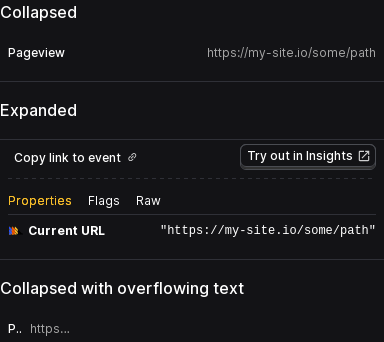 Collapsed
Pageview https://my-site.io/some/path
Expanded
Copy link to event Try out in Insights
Properties Flags Raw
Current URL "https://my-site.io/some/path"
Collapsed with overflowing text
P.. https...